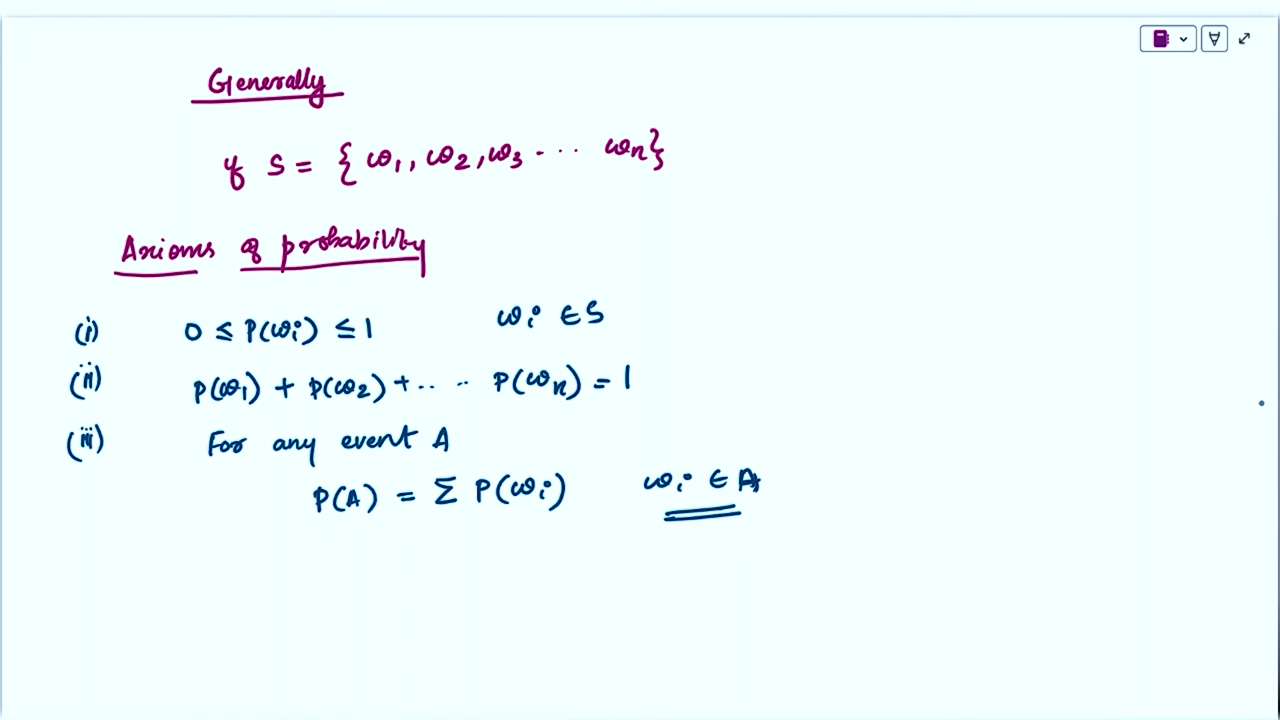 Generally
If S = { ω1, ω2, ω3 - ... ωn}
Axioms of probability
(i) 0 ≤ P(ωi) ≤ 1 ωi ∈ S
(ii) P(ω1) + P(ω2) + .. .. P(ωn) = 1
(iii) For any event A
P(A) = Σ P(ωi) ωi ∈ A